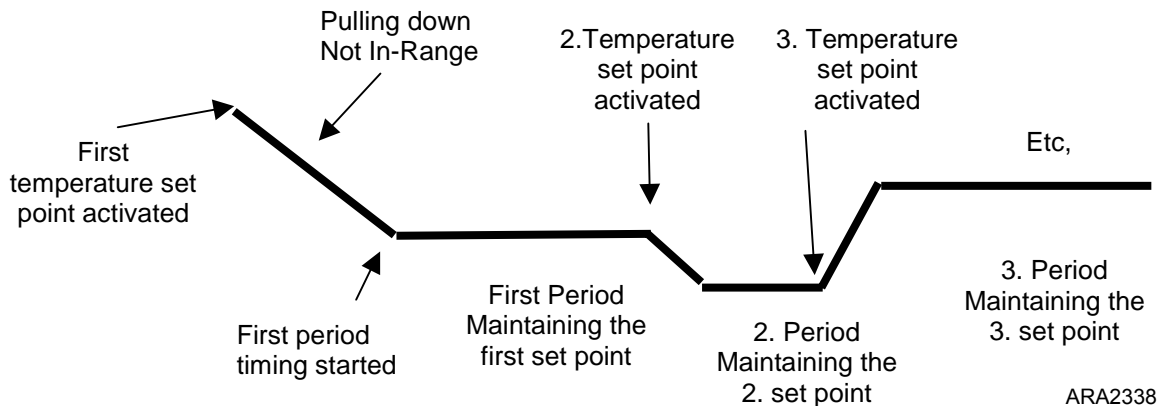 Pulling down
Not In-Range
2.Temperature
set point
activated
3. Temperature
set point
activated
First
temperature set
point activated
Etc,
First period
timing started
First Period
Maintaining the
first set point
2. Period
Maintaining the
2. set point
3. Period
Maintaining the
3. set point
ARA2338